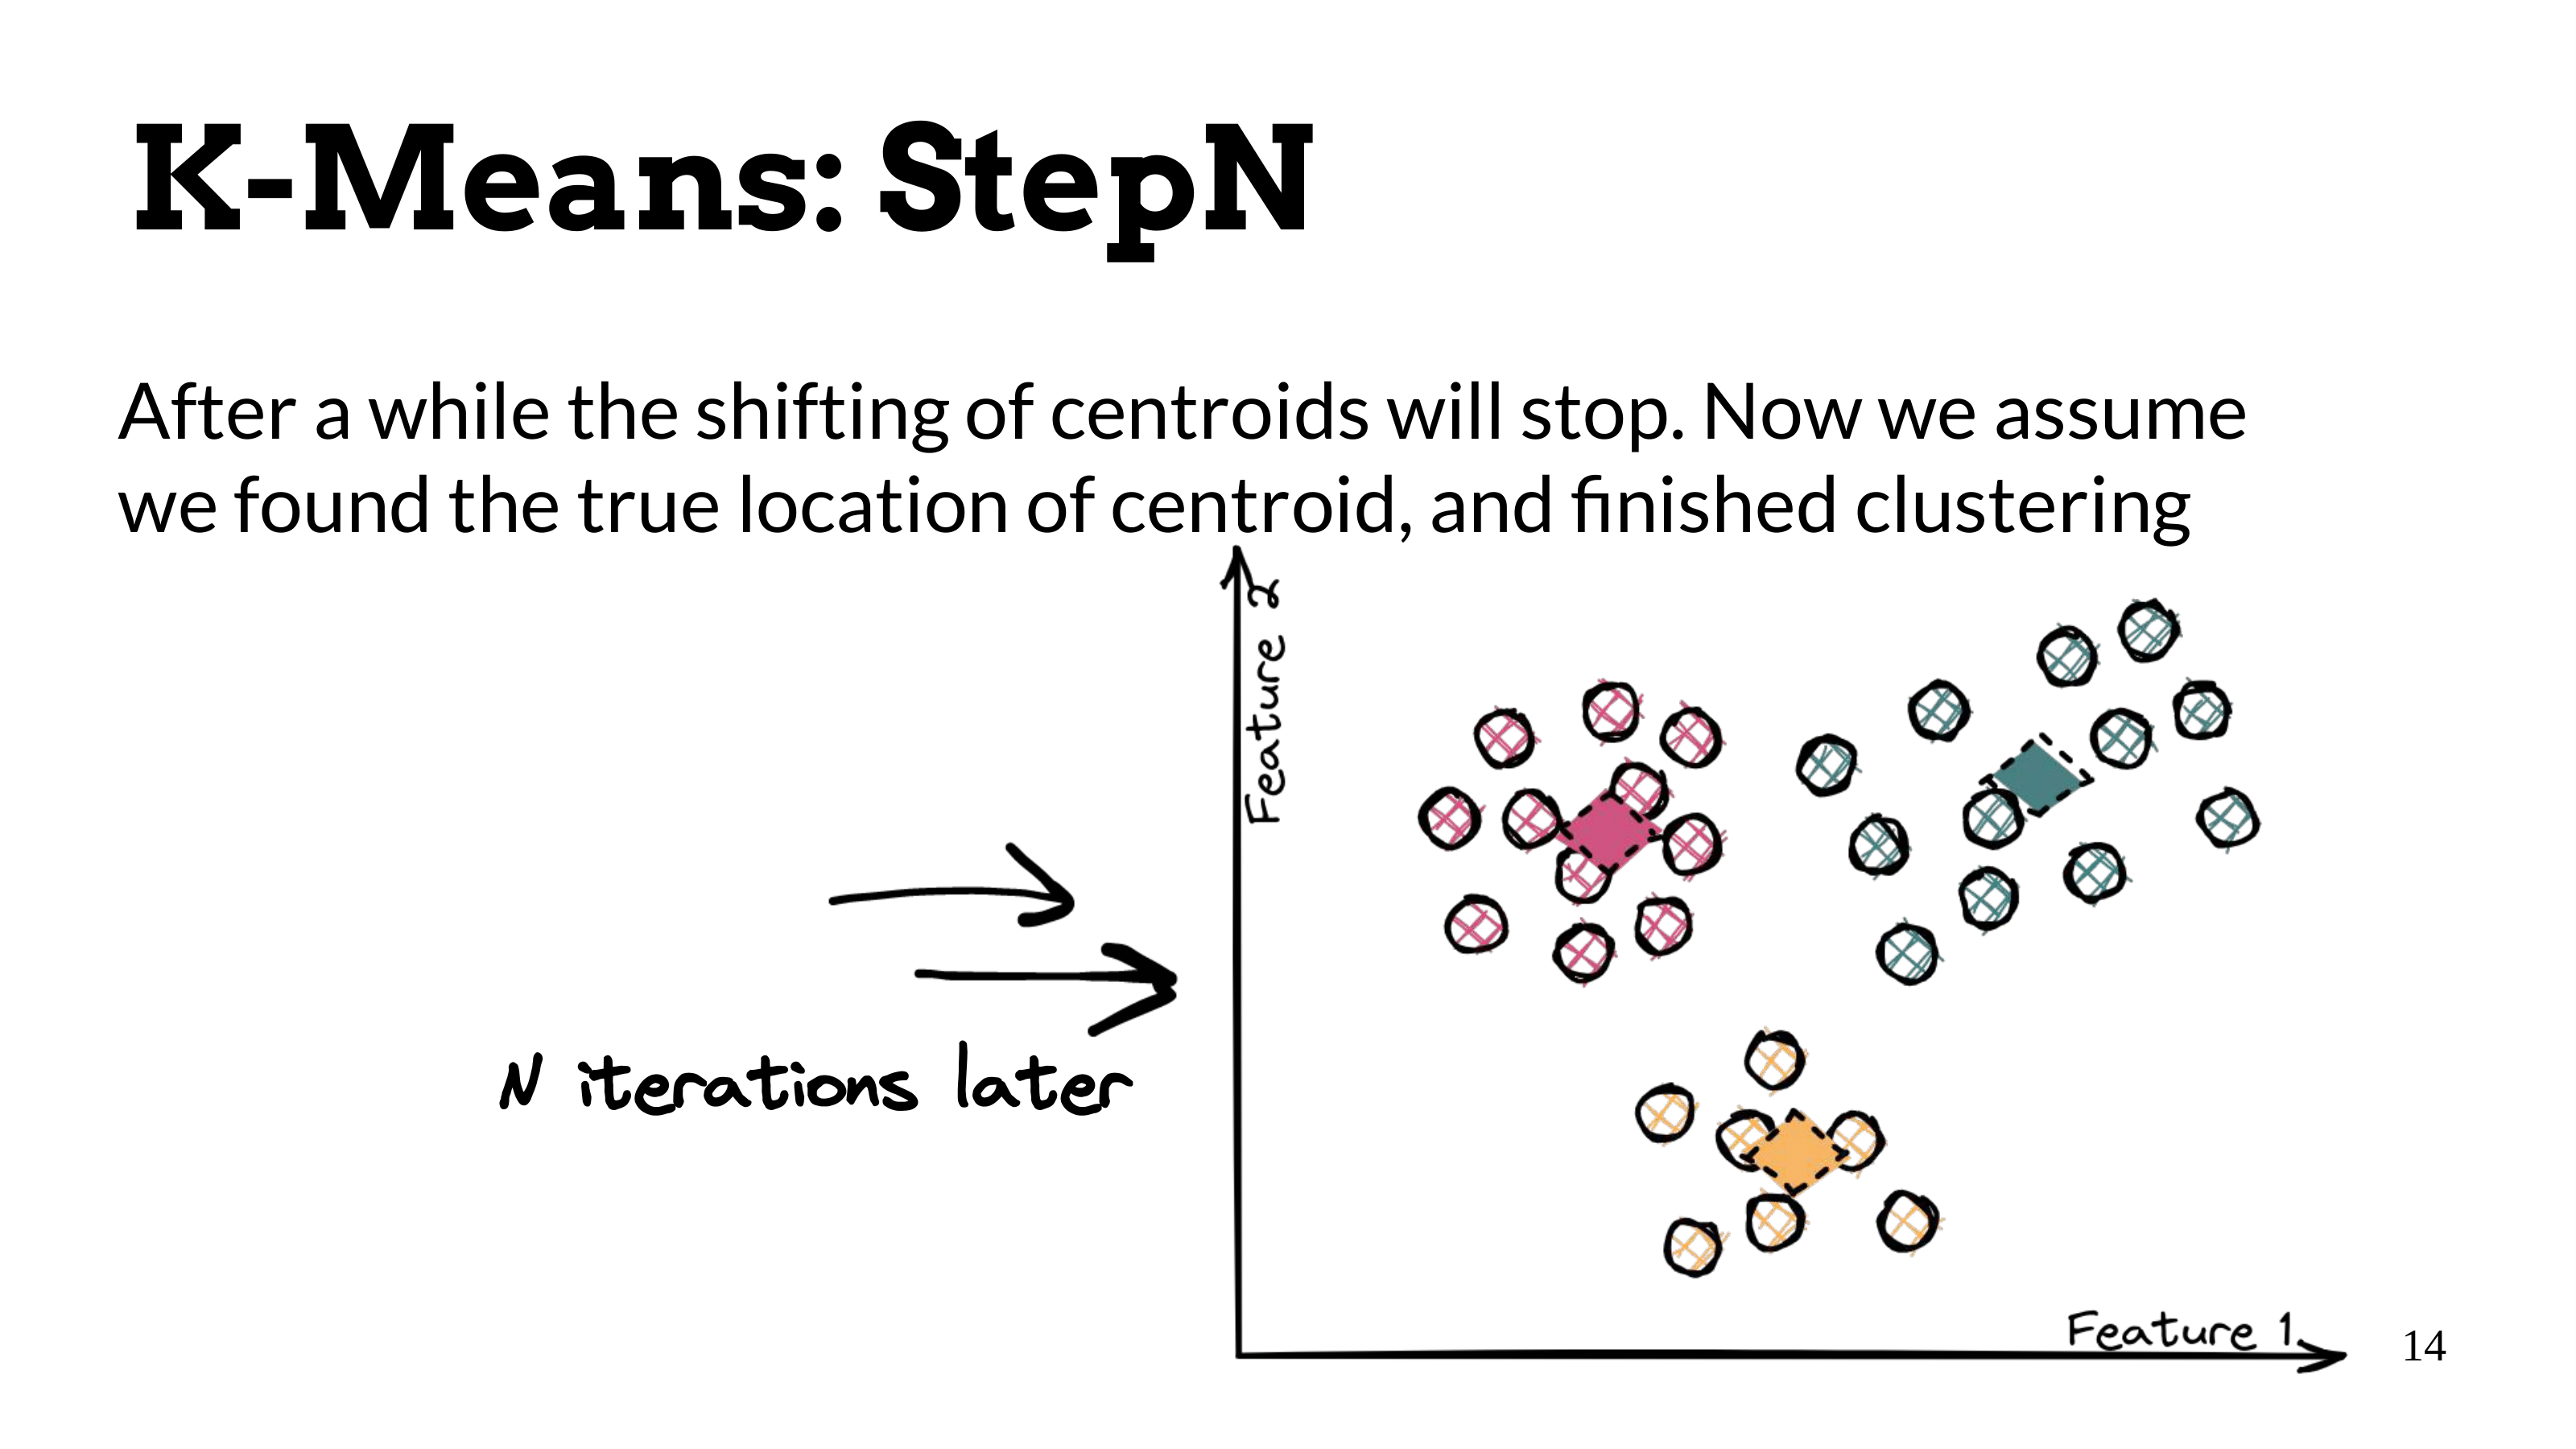 K-Means: StepN
After a while the shifting of centroids will stop. Now we assume
we found the true location of centroid, and finished clustering
Feature 2
N iterations later
Feature 1
14